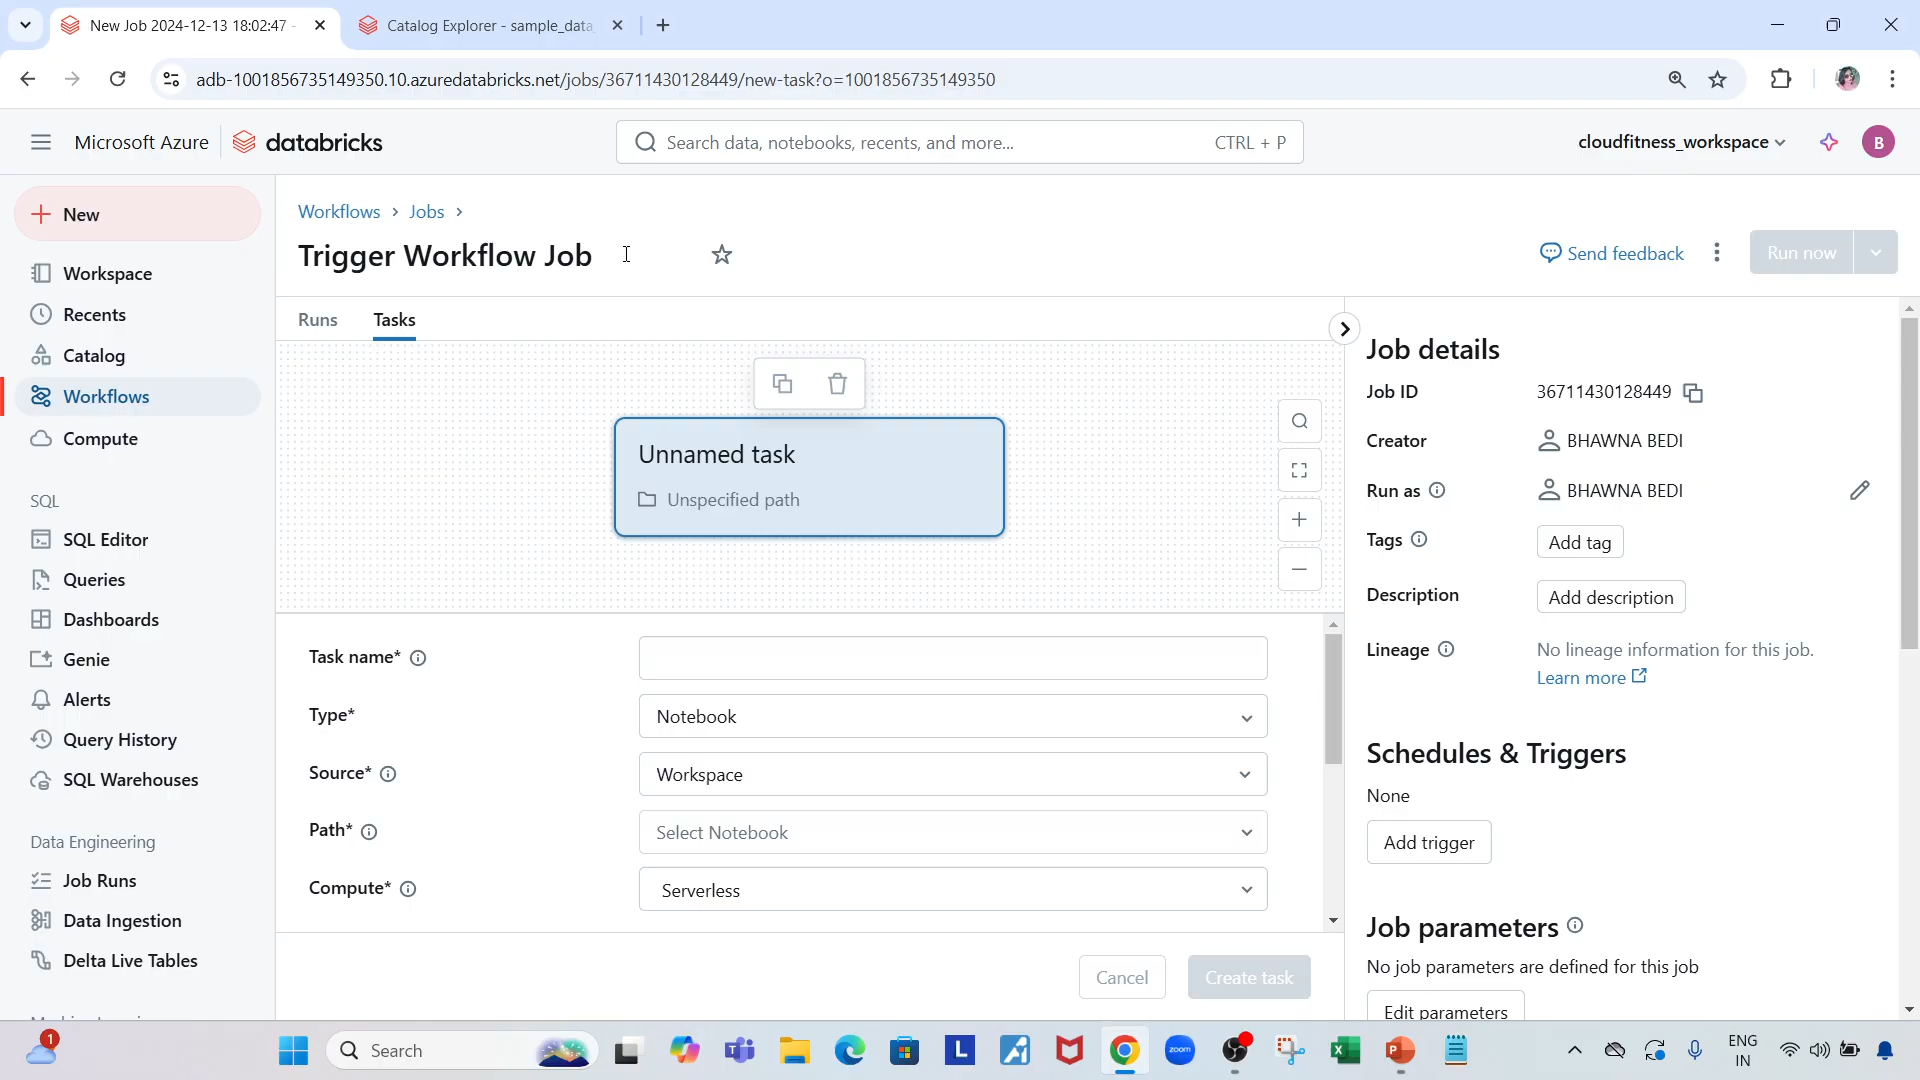 New Job 2024-12-13 18:02:47 -
Catalog Explorer - sample_data
adb-1001856735149350.10.azuredatabricks.net/jobs/36711430128449/new-task?o=1001856735149350
Microsoft Azure
databricks
Search data, notebooks, recents, and more...
CTRL + P
cloudfitness_workspace
B
New
Workspace
Recents
Catalog
Workflows
Compute
SQL
SQL Editor
Queries
Dashboards
Genie
Alerts
Query History
SQL Warehouses
Data Engineering
Job Runs
Data Ingestion
Delta Live Tables
Workflows > Jobs >
Trigger Workflow Job
Send feedback
Run now
Runs
Tasks
Unnamed task
Unspecified path
Task name*
Type*
Notebook
Source*
Workspace
Path*
Select Notebook
Compute*
Serverless
Cancel
Create task
Job details
Job ID
36711430128449
Creator
BHAWNA BEDI
Run as
BHAWNA BEDI
Tags
Add tag
Description
Add description
Lineage
No lineage information for this job.
Learn more
Schedules & Triggers
None
Add trigger
Job parameters
No job parameters are defined for this job
Edit parameters
1
Search
L
zoom
ENG
IN